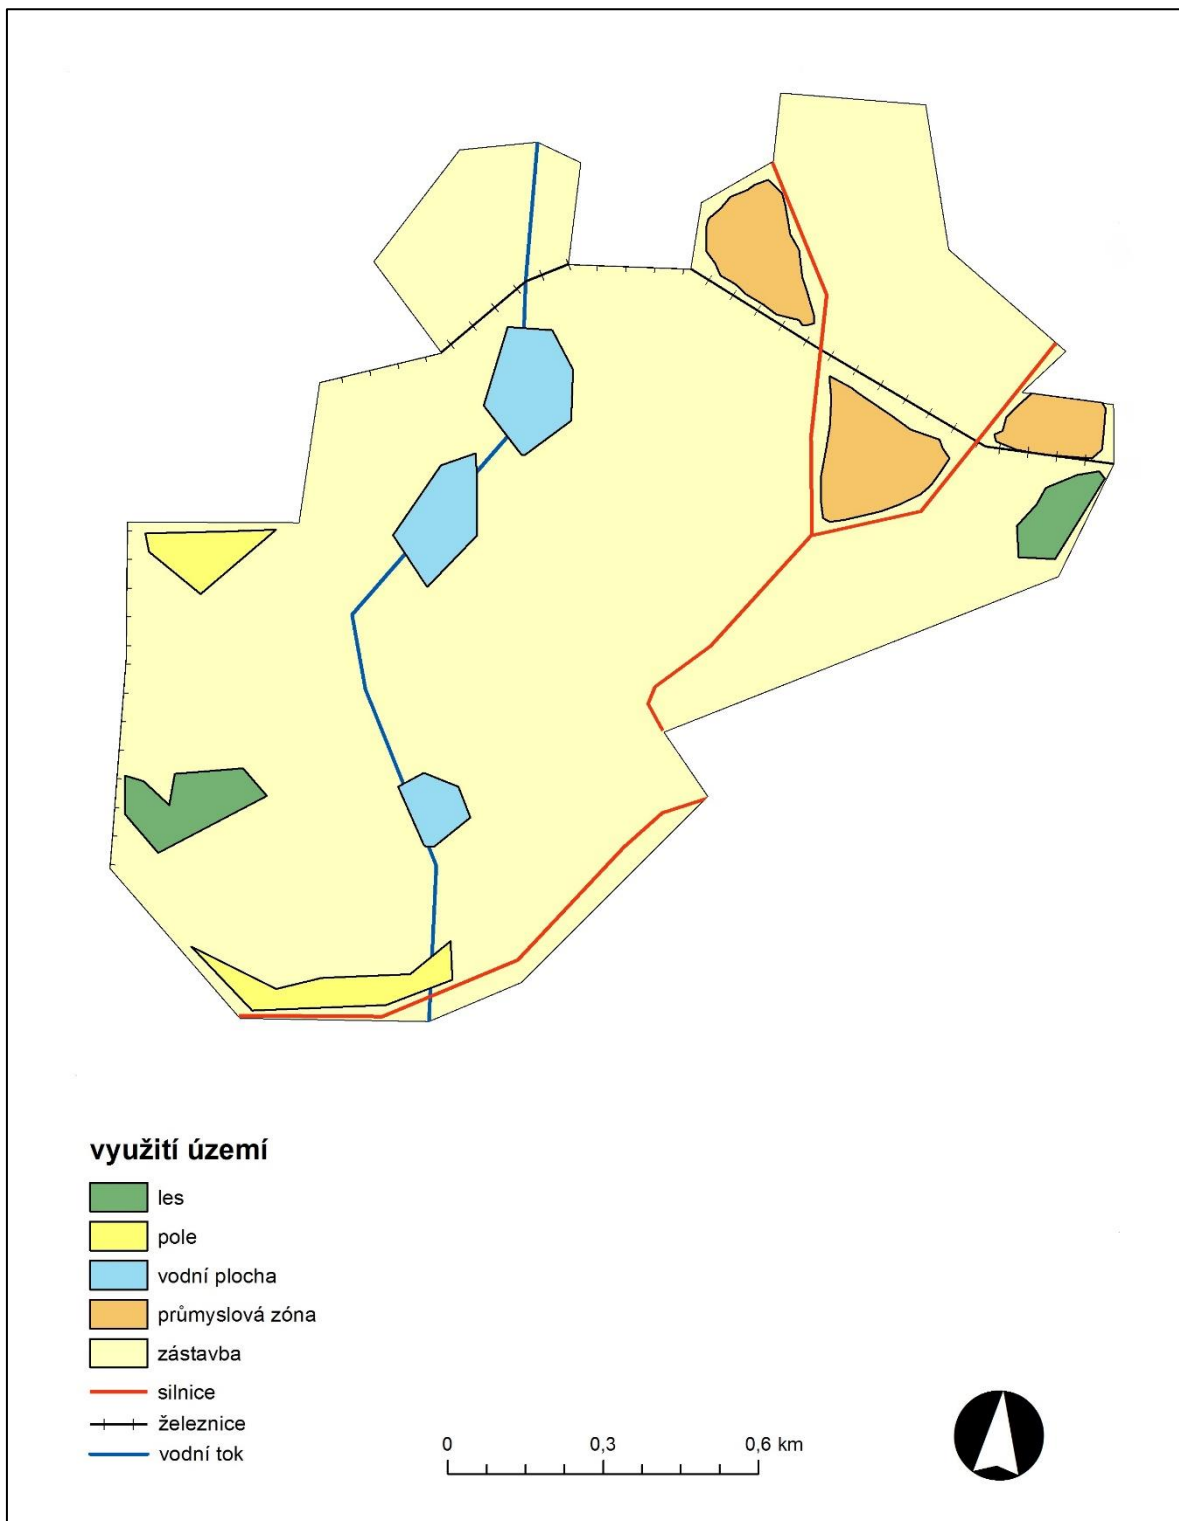 využití území
les
pole
vodní plocha
průmyslová zóna
zástavba
silnice
železnice
vodní tok
0 0,3 0,6 km